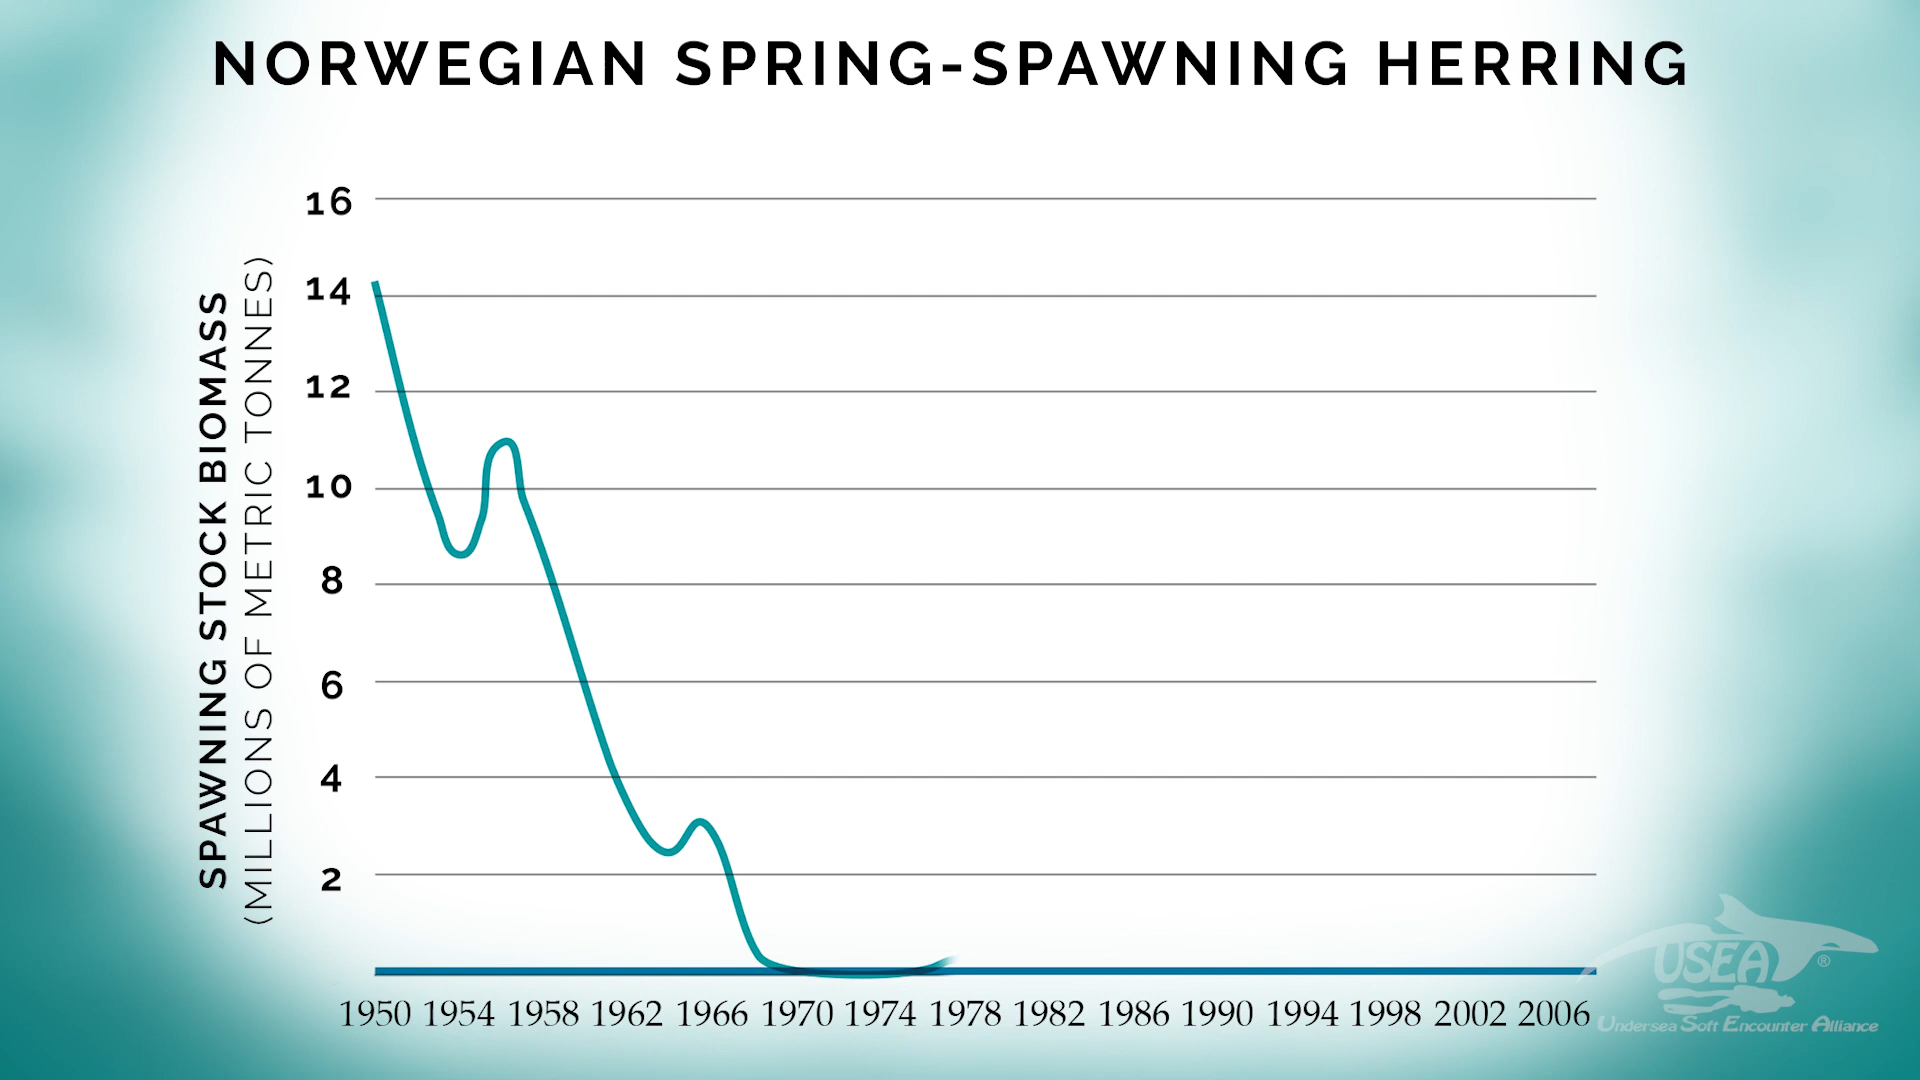 NORWEGIAN SPRING-SPAWNING HERRING
SPAWNING STOCK BIOMASS
(MILLIONS OF METRIC TONNES)
16
14
12
10
8
6
4
2
1950 1954 1958 1962 1966 1970 1974 1978 1982 1986 1990 1994 1998 2002 2006
USEA®
Undersea Soft Encounter Alliance